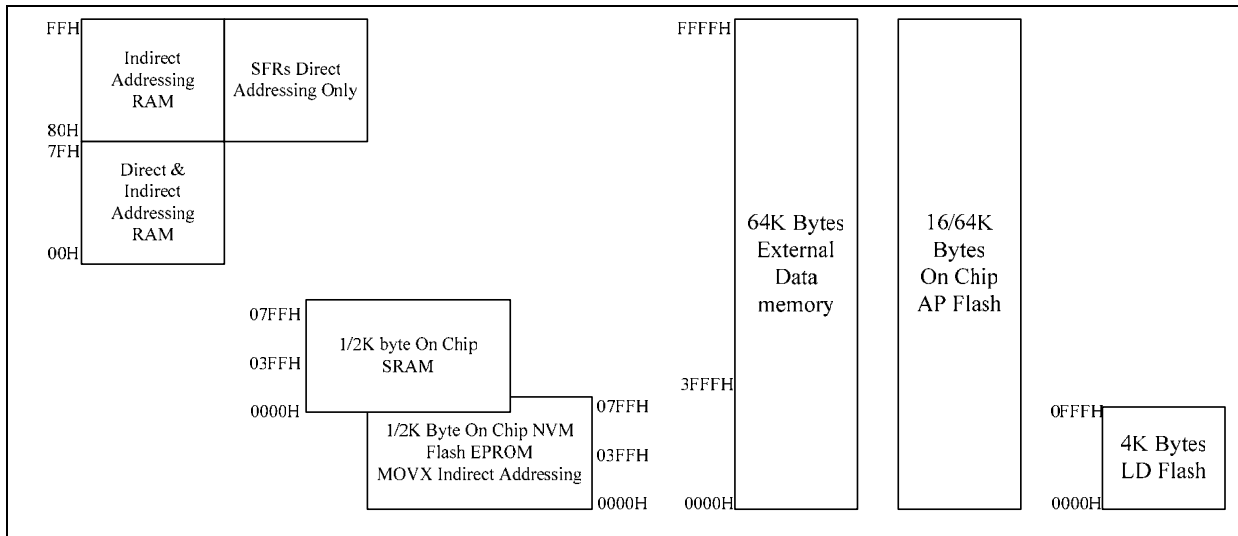 FFH
Indirect
Addressing
RAM
SFRs Direct
Addressing Only
80H
7FH
Direct &
Indirect
Addressing
RAM
00H
07FFH
03FFH
0000H
1/2K byte On Chip
SRAM
1/2K Byte On Chip NVM
Flash EPROM
MOVX Indirect Addressing
07FFH
03FFH
0000H
FFFFH
3FFFH
0000H
64K Bytes
External
Data
memory
16/64K
Bytes
On Chip
AP Flash
0FFFH
0000H
4K Bytes
LD Flash